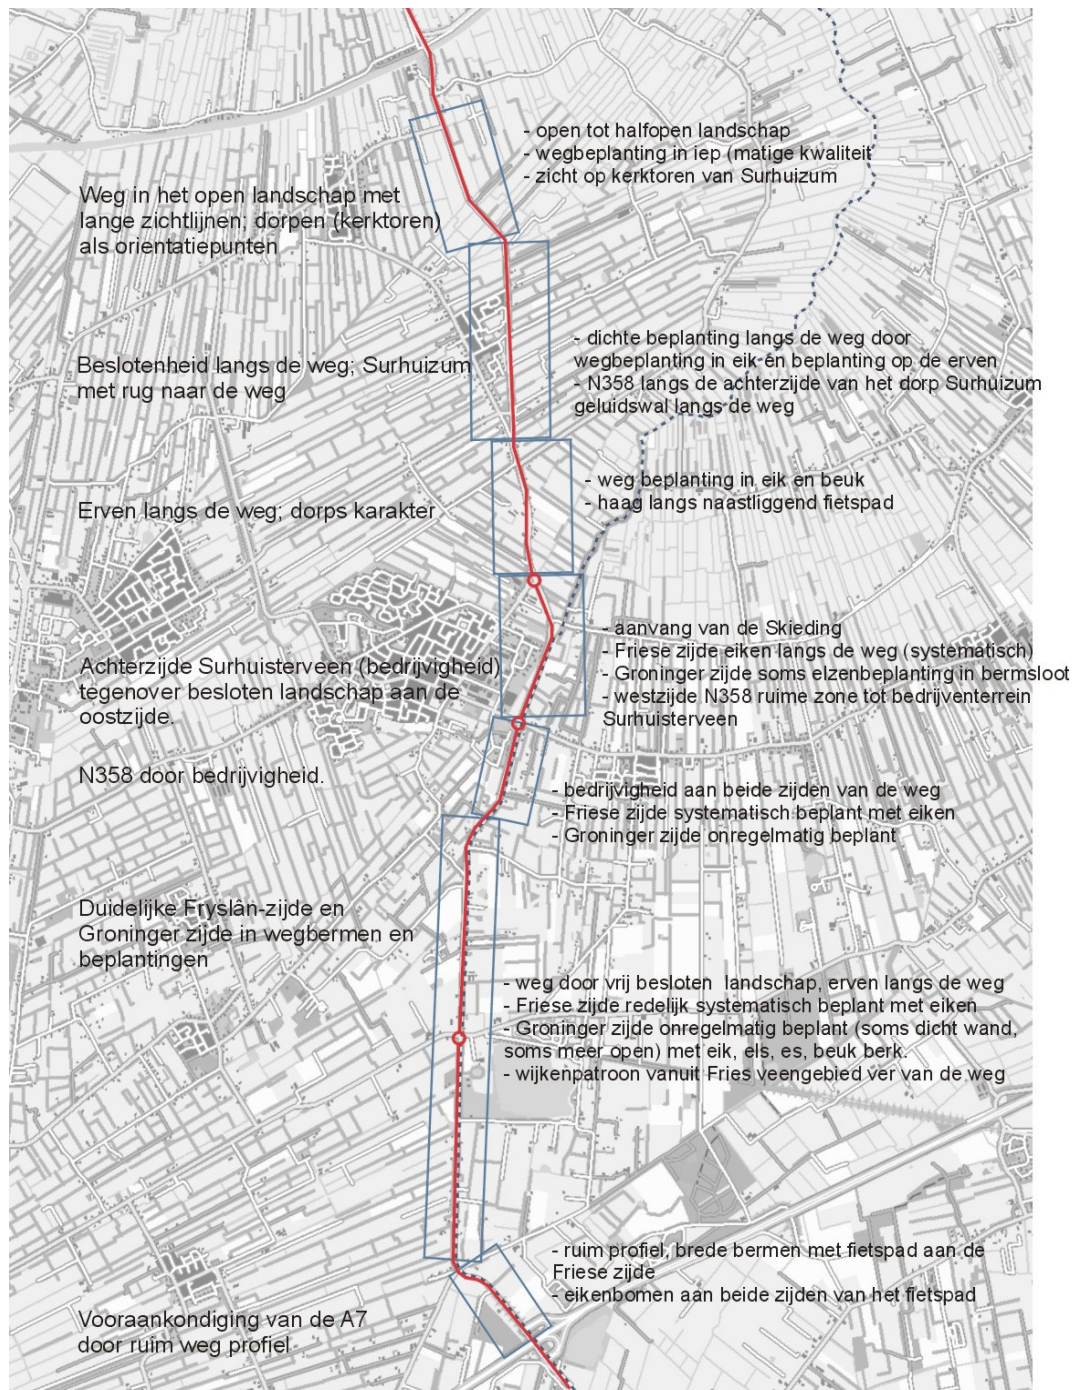 - open tot halfopen landschap
- wegbeplanting in iep (matige kwaliteit
- zicht op kerktoren van Surhuizum
Weg in het open landschap met
lange zichtlijnen; dorpen (kerktoren)
als orientatiepunten
- dichte beplanting langs de weg door
wegbeplanting in eik én beplanting op de erven
- N358 langs de achterzijde van het dorp Surhuizum
geluidswal langs de weg
Beslotenheid langs de weg; Surhuizum
met rug naar de weg
- weg beplanting in eik en beuk
- haag langs naastliggend fietspad
Erven langs de weg; dorps karakter
- aanvang van de Skieding
- Friese zijde eiken langs de weg (systematisch)
- Groninger zijde soms elzenbeplanting in bermsloot
- westzijde N358 ruime zone tot bedrijventerrein
Surhuisterveen
Achterzijde Surhuisterveen (bedrijvigheid)
tegenover besloten landschap aan de
oostzijde.
N358 door bedrijvigheid.
- bedrijvigheid aan beide zijden van de weg
- Friese zijde systematisch beplant met eiken
- Groninger zijde onregelmatig beplant
Duidelijke Fryslân-zijde en
Groninger zijde in wegbermen en
beplantingen
- weg door vrij besloten landschap, erven langs de weg
- Friese zijde redelijk systematisch beplant met eiken
- Groninger zijde onregelmatig beplant (soms dicht wand,
soms meer open) met eik, els, es, beuk berk.
- wijkenpatroon vanuit Fries veengebied ver van de weg
- ruim profiel, brede bermen met fietspad aan de
Friese zijde
- eikenbomen aan beide zijden van het fietspad
Vooraankondiging van de A7
door ruim weg profiel